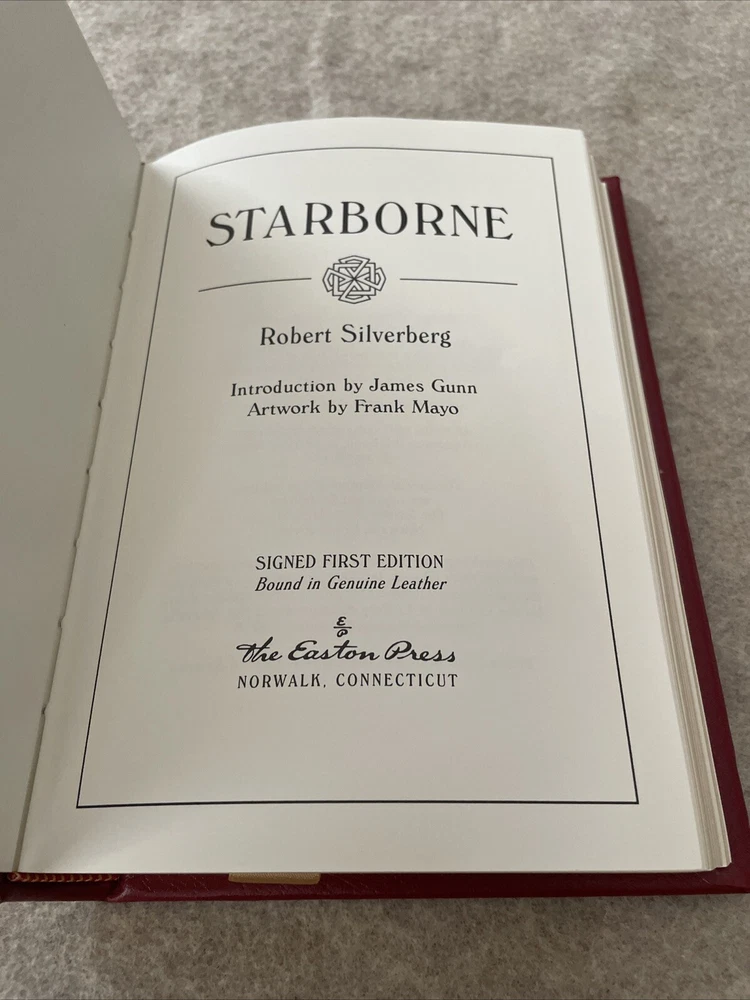 STARBORNE
Robert Silverberg
Introduction by James Gunn
Artwork by Frank Mayo
SIGNED FIRST EDITION
Bound in Genuine Leather
E
P
the Easton Press
NORWALK, CONNECTICUT